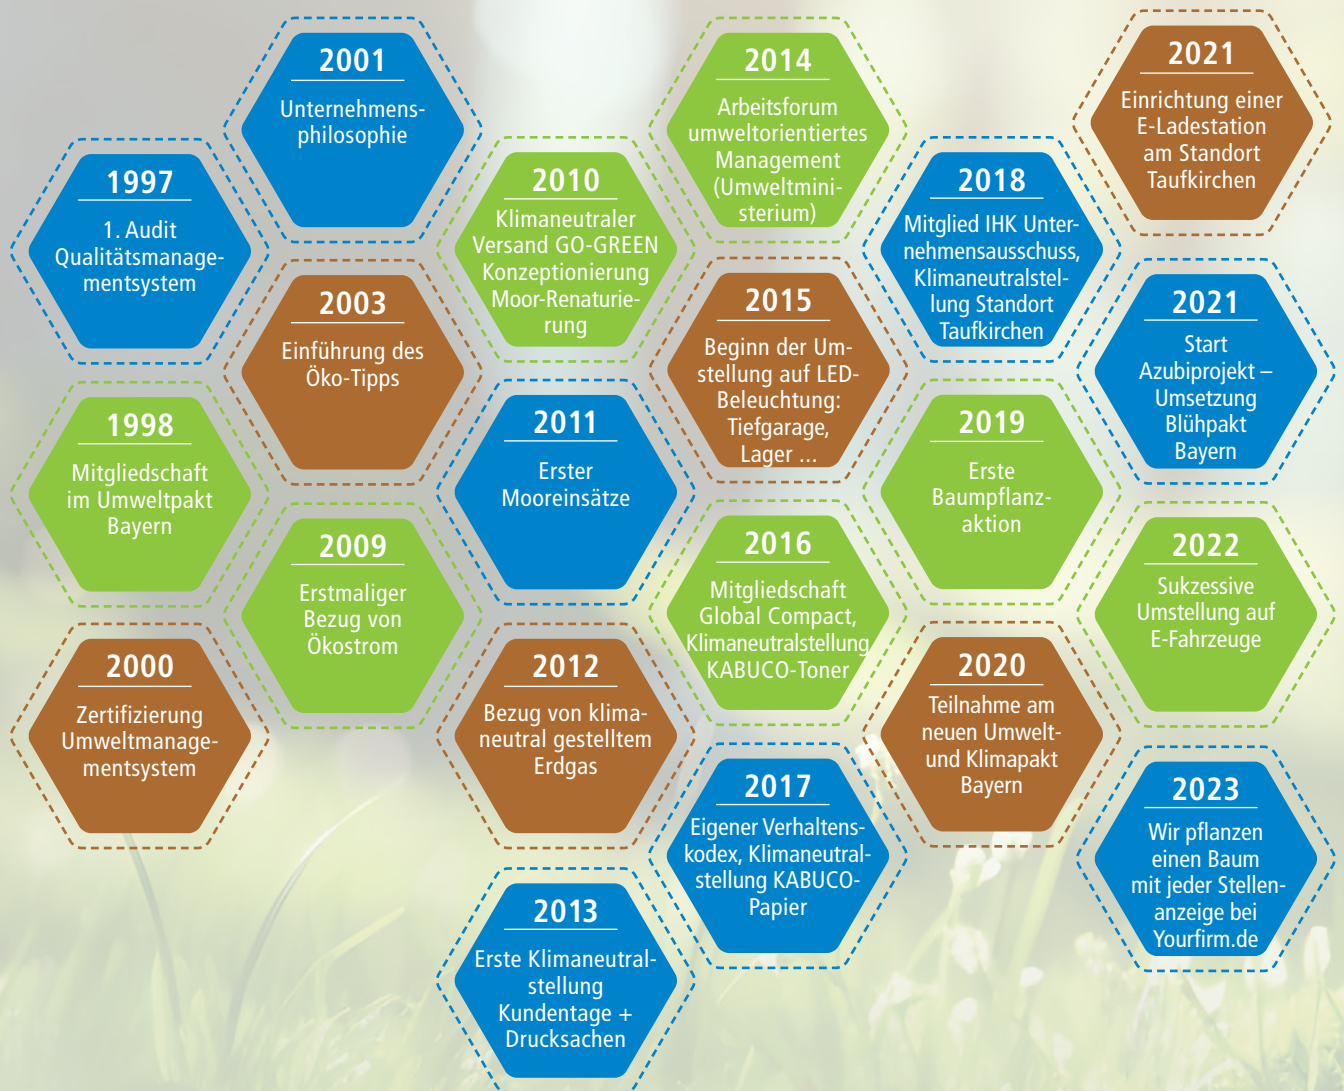 1997
1. Audit
Qualitätsmanage-
mentsystem
1998
Mitgliedschaft
im Umweltpakt
Bayern
2000
Zertifizierung
Umweltmanage-
mentsystem
2001
Unternehmens-
philosophie
2003
Einführung des
Öko-Tipps
2009
Erstmaliger
Bezug von
Ökostrom
2010
Klimaneutraler
Versand GO-GREEN
Konzeptionierung
Moor-Renaturie-
rung
2011
Erster
Mooreinsätze
2012
Bezug von klima-
neutral gestelltem
Erdgas
2013
Erste Klimaneutral-
stellung
Kundentage +
Drucksachen
2014
Arbeitsforum
umweltorientiertes
Management
(Umweltmini-
sterium)
2015
Beginn der Um-
stellung auf LED-
Beleuchtung:
Tiefgarage,
Lager ...
2016
Mitgliedschaft
Global Compact,
Klimaneutralstellung
KABUCO-Toner
2017
Eigener Verhaltens-
kodex, Klimaneutral-
stellung KABUCO-
Papier
2018
Mitglied IHK Unter-
nehmensausschuss,
Klimaneutralstel-
lung Standort
Taufkirchen
2019
Erste
Baumpflanz-
aktion
2020
Teilnahme am
neuen Umwelt-
und Klimapakt
Bayern
2021
Einrichtung einer
E-Ladestation
am Standort
Taufkirchen
2021
Start
Azubiprojekt –
Umsetzung
Blühpakt
Bayern
2022
Sukzessive
Umstellung auf
E-Fahrzeuge
2023
Wir pflanzen
einen Baum
mit jeder Stellen-
anzeige bei
Yourfirm.de